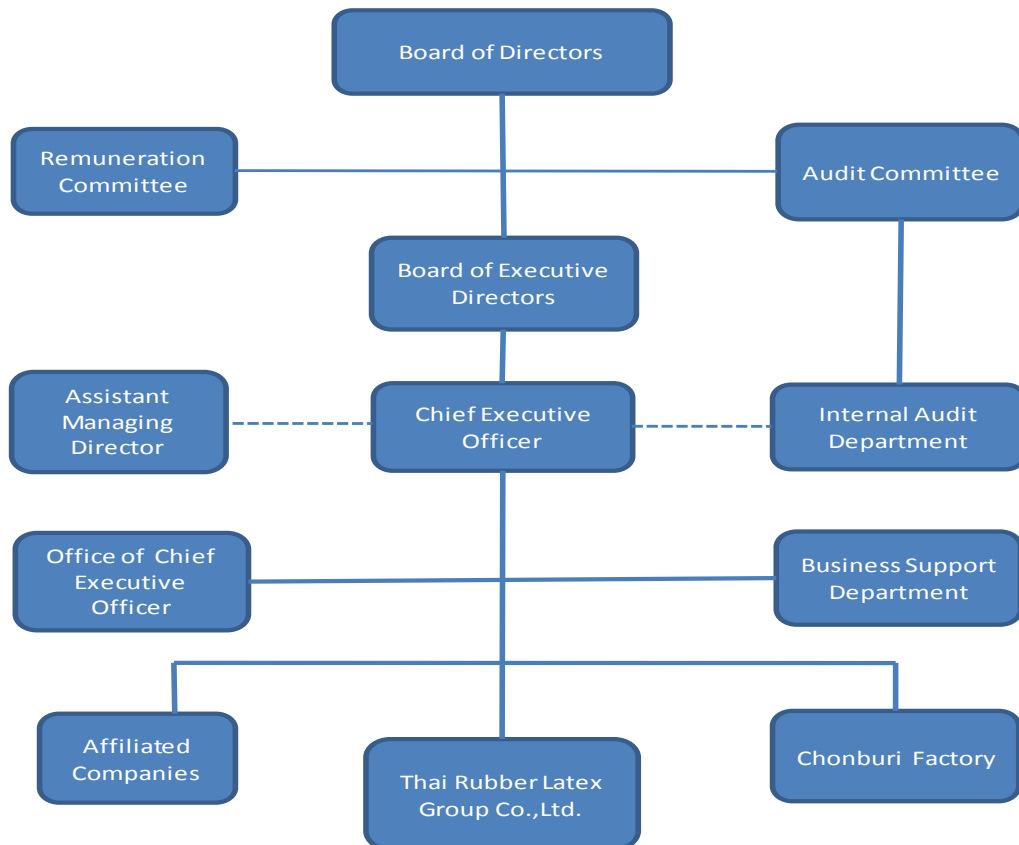 Board of Directors
Remuneration
Committee
Audit Committee
Board of Executive
Directors
Assistant
Managing
Director
Chief Executive
Officer
Internal Audit
Department
Office of Chief
Executive
Officer
Business Support
Department
Affiliated
Companies
Thai Rubber Latex
Group Co.,Ltd.
Chonburi Factory